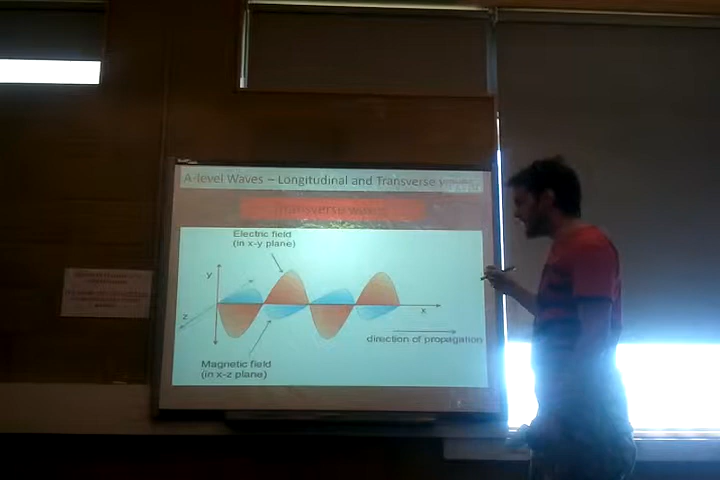 A-level Waves – Longitudinal and Transverse
Transverse waves
Electric field
(in x-y plane)
y
z
x
direction of propagation
Magnetic field
(in x-z plane)